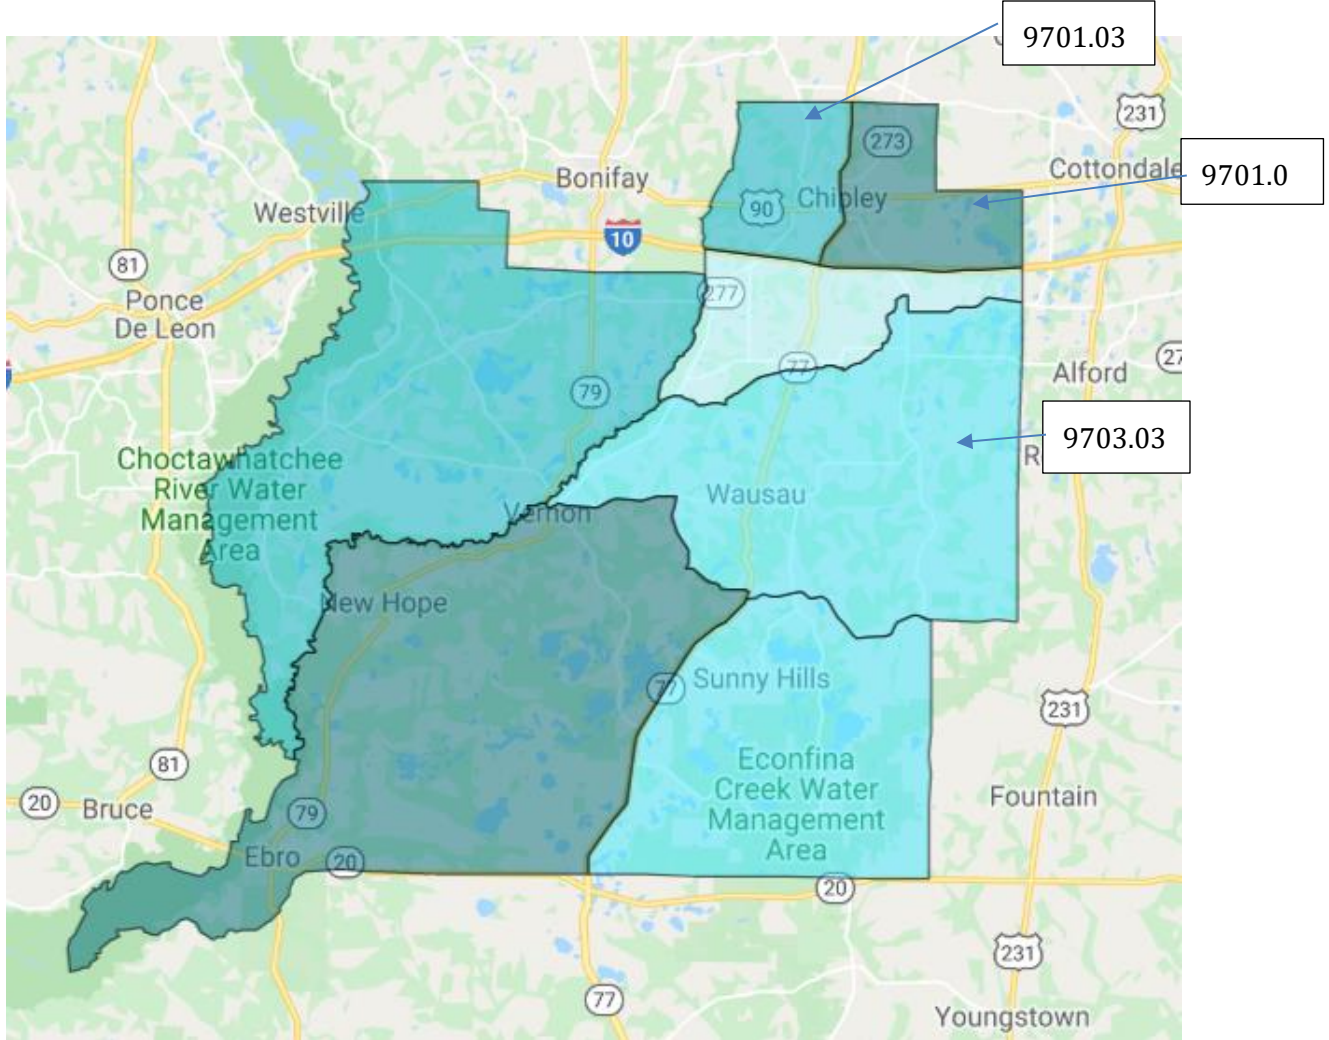 9701.03
231
273
Cottondale
9701.0
Bonifay
90
Chipley
Westville
10
81
277
Ponce
De Leon
77
27
Alford
79
9703.03
R
Choctawhatchee
River Water
Management
Area
Wausau
Vernon
New Hope
77
Sunny Hills
231
81
Econfina
Creek Water
Management
Area
20
Bruce
79
Fountain
Ebro
20
20
231
77
Youngstown